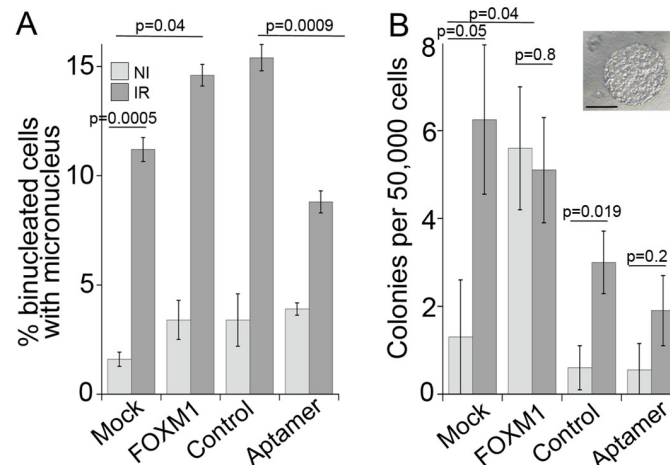 A
% binucleated cells
with micronucleus
15
10
5
0
p=0.04
p=0.0009
NI
IR
p=0.0005
Mock
FOXM1
Control
Aptamer
B
Colonies per 50,000 cells
8
6
4
2
0
p=0.04
p=0.05
p=0.8
p=0.019
p=0.2
Mock
FOXM1
Control
Aptamer